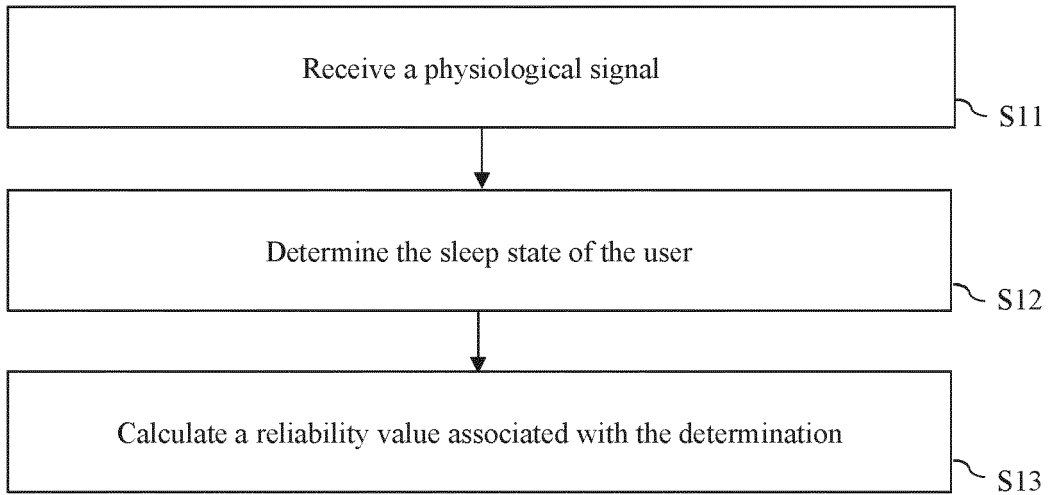 Receive a physiological signal
S11
Determine the sleep state of the user
S12
Calculate a reliability value associated with the determination
S13